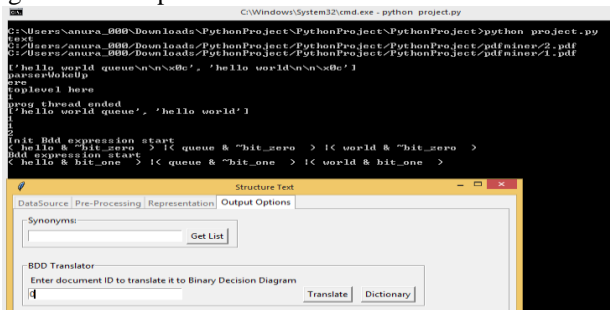 C:\Windows\System32\cmd.exe - python project.py
C:\Users\anura_000\Downloads\PythonProject\PythonProject\PythonProject>python project.py
text
C:/Users/anura_000/Downloads/PythonProject/PythonProject/PythonProject/pdfminer/2.pdf
C:/Users/anura_000/Downloads/PythonProject/PythonProject/PythonProject/pdfminer/1.pdf
['hello world queue\n\n\x0c', 'hello world\n\n\x0c']
parserWokeUp
ere
toplevel here
1
prog thread ended
['hello world queue', 'hello world']
1
1
2
Init Bdd expression start
< hello & ~bit_zero > |< queue & ~bit_zero > |< world & ~bit_zero >
Bdd expression start
< hello & bit_one > |< queue & ~bit_one > |< world & bit_one >
Structure Text
DataSource Pre-Processing Representation Output Options
Synonyms:
Get List
BDD Translator
Enter document ID to translate it to Binary Decision Diagram
0 Translate Dictionary